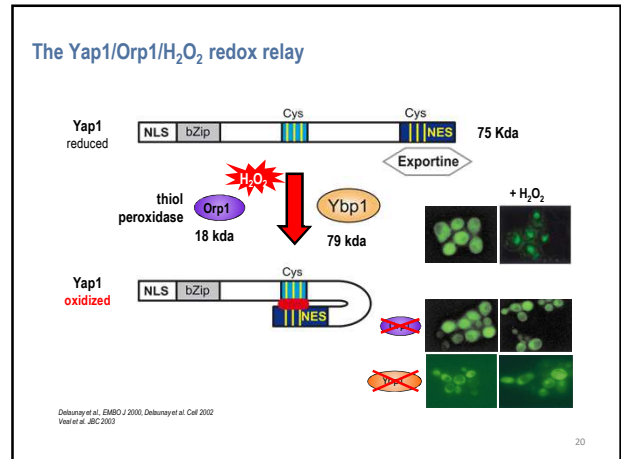 The Yap1/Orp1/H₂O₂ redox relay
Cys
Cys
Yap1
reduced
NLS
bZip
NES
75 Kda
Exportine
H₂O₂
thiol
peroxidase
Orp1
Ybp1
18 kda
79 kda
+ H₂O₂
Cys
Yap1
oxidized
NLS
bZip
NES
Delaunay et al., EMBO J 2000, Delaunay et al. Cell 2002
Veal et al. JBC 2003
20